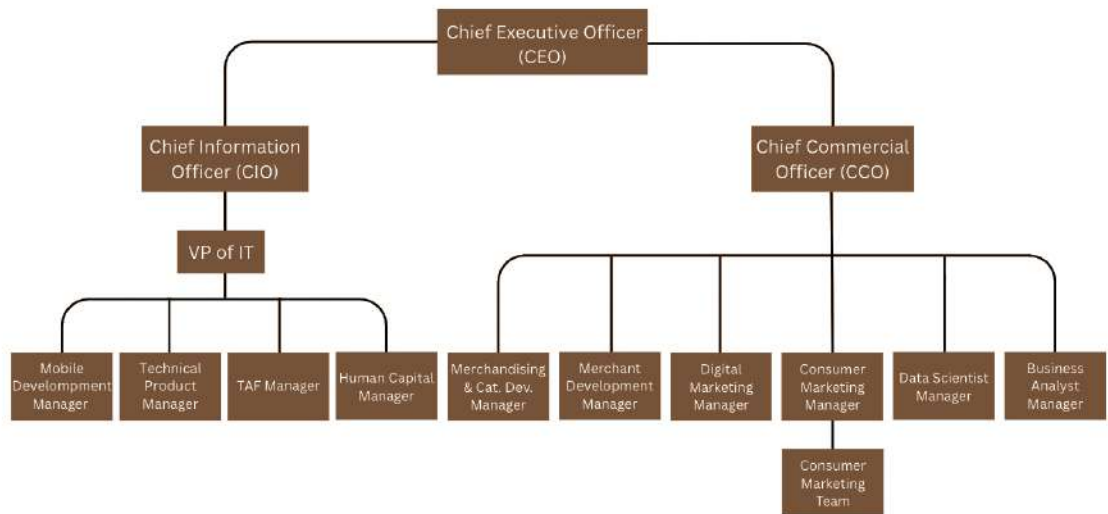 Chief Executive Officer
(CEO)
Chief Information
Officer (CIO)
Chief Commercial
Officer (CCO)
VP of IT
Mobile
Develompment
Manager
Technical
Product
Manager
TAF Manager
Human Capital
Manager
Merchandising
& Cat. Dev.
Manager
Merchant
Development
Manager
Digital
Marketing
Manager
Consumer
Marketing
Manager
Data Scientist
Manager
Business
Analyst
Manager
Consumer
Marketing
Team